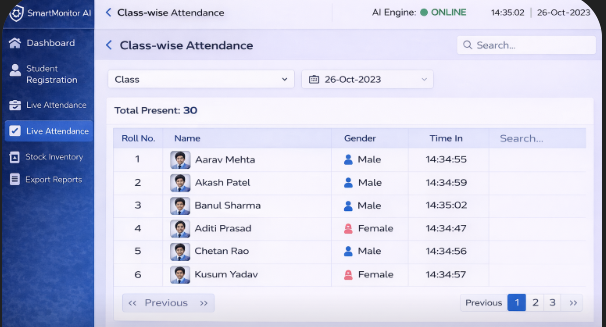 SmartMonitor AI
Class-wise Attendance
AI Engine: ONLINE
14:35:02 | 26-Oct-2023
Dashboard
Student
Registration
Live Attendance
Live Attendance
Stock Inventory
Export Reports
Class-wise Attendance
Search...
Class
26-Oct-2023
Total Present: 30
Roll No. Name Gender Time In Search...
1 Aarav Mehta Male 14:34:55
2 Akash Patel Male 14:34:59
3 Banul Sharma Male 14:35:02
4 Aditi Prasad Female 14:34:47
5 Chetan Rao Male 14:34:56
6 Kusum Yadav Female 14:34:57
‹‹ Previous ››
Previous 1 2 3 ››